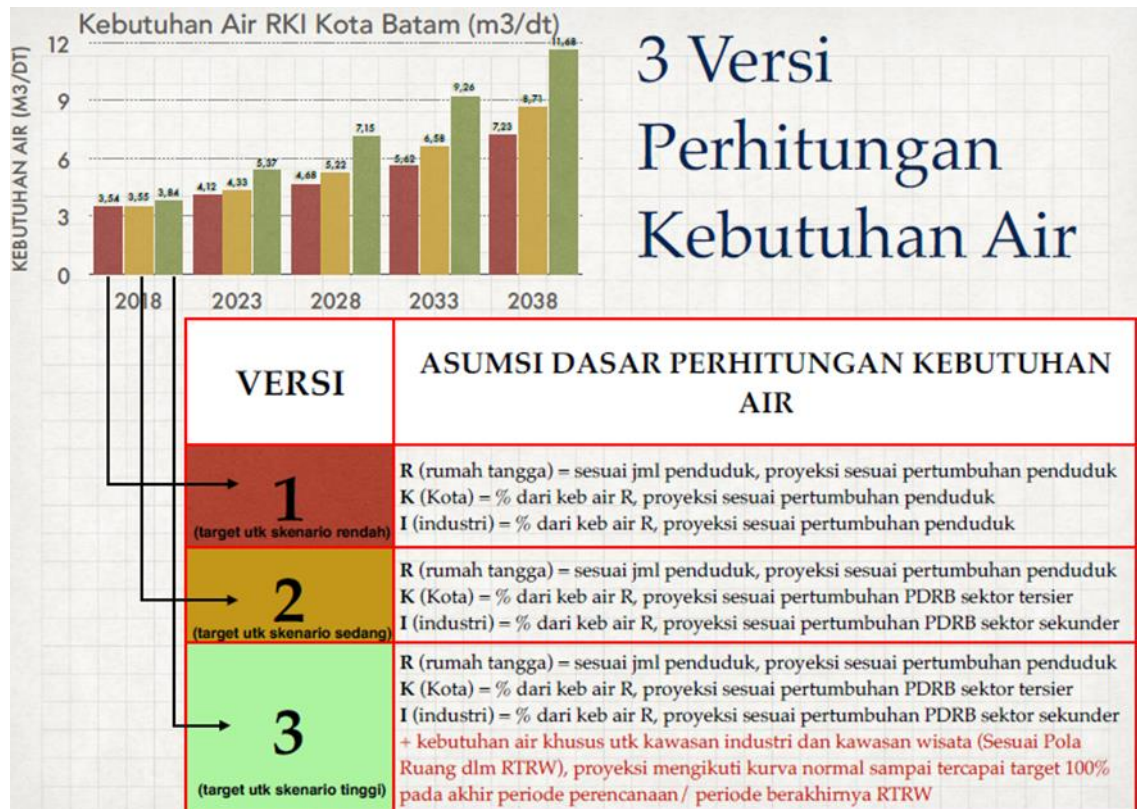 Kebutuhan Air RKI Kota Batam (m3/dt)
KEBUTUHAN AIR (M3/DT)
12
9
6
3
0
3,54 3,55 3,84
4,12 4,33 5,37
4,68 5,22 7,15
5,62 6,58 9,26
7,23 8,71 11,68
2018 2023 2028 2033 2038
3 Versi
Perhitungan
Kebutuhan Air
VERSI
ASUMSI DASAR PERHITUNGAN KEBUTUHAN
AIR
1
(target utk skenario rendah)
R (rumah tangga) = sesuai jml penduduk, proyeksi sesuai pertumbuhan penduduk
K (Kota) = % dari keb air R, proyeksi sesuai pertumbuhan penduduk
I (industri) = % dari keb air R, proyeksi sesuai pertumbuhan penduduk
2
(target utk skenario sedang)
R (rumah tangga) = sesuai jml penduduk, proyeksi sesuai pertumbuhan penduduk
K (Kota) = % dari keb air R, proyeksi sesuai pertumbuhan PDRB sektor tersier
I (industri) = % dari keb air R, proyeksi sesuai pertumbuhan PDRB sektor sekunder
3
(target utk skenario tinggi)
R (rumah tangga) = sesuai jml penduduk, proyeksi sesuai pertumbuhan penduduk
K (Kota) = % dari keb air R, proyeksi sesuai pertumbuhan PDRB sektor tersier
I (industri) = % dari keb air R, proyeksi sesuai pertumbuhan PDRB sektor sekunder
+ kebutuhan air khusus utk kawasan industri dan kawasan wisata (Sesuai Pola
Ruang dlm RTRW), proyeksi mengikuti kurva normal sampai tercapai target 100%
pada akhir periode perencanaan/ periode berakhirnya RTRW